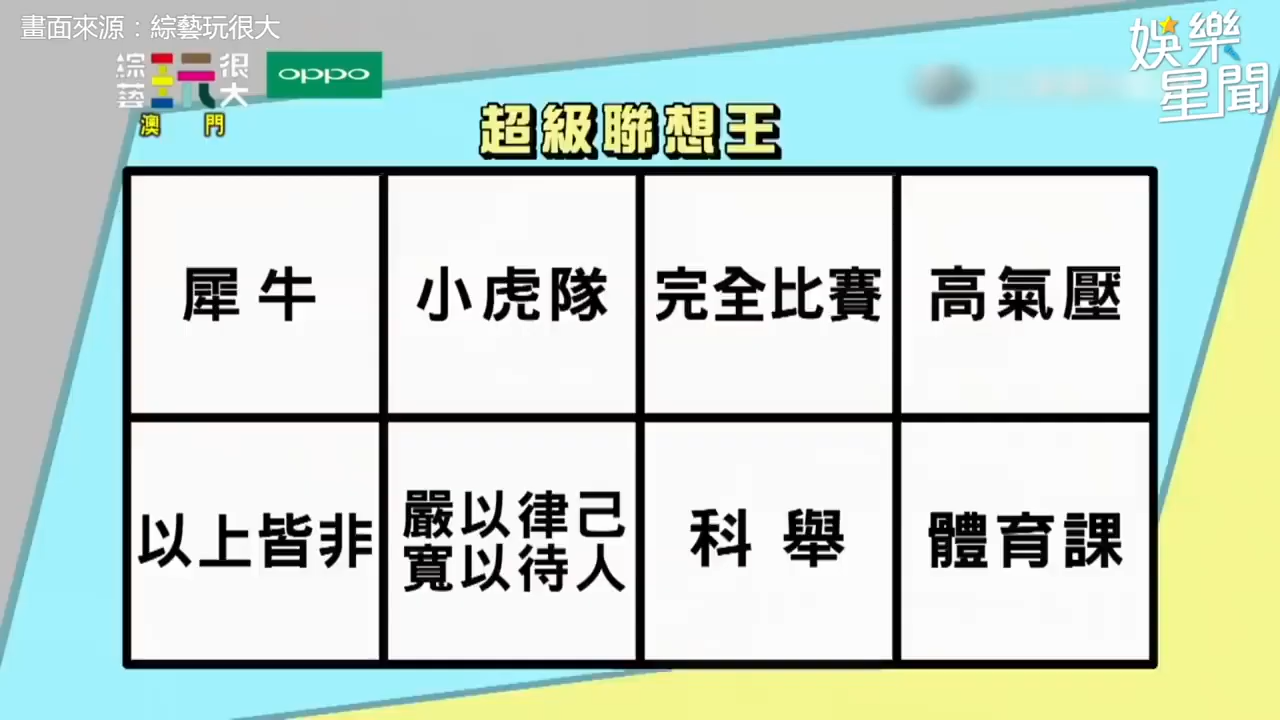 畫面來源：綜藝玩很大
綜藝玩很大
oppo
澳門
娛樂星聞
超級聯想王
犀牛
小虎隊
完全比賽
高氣壓
以上皆非
嚴以律己
寬以待人
科舉
體育課